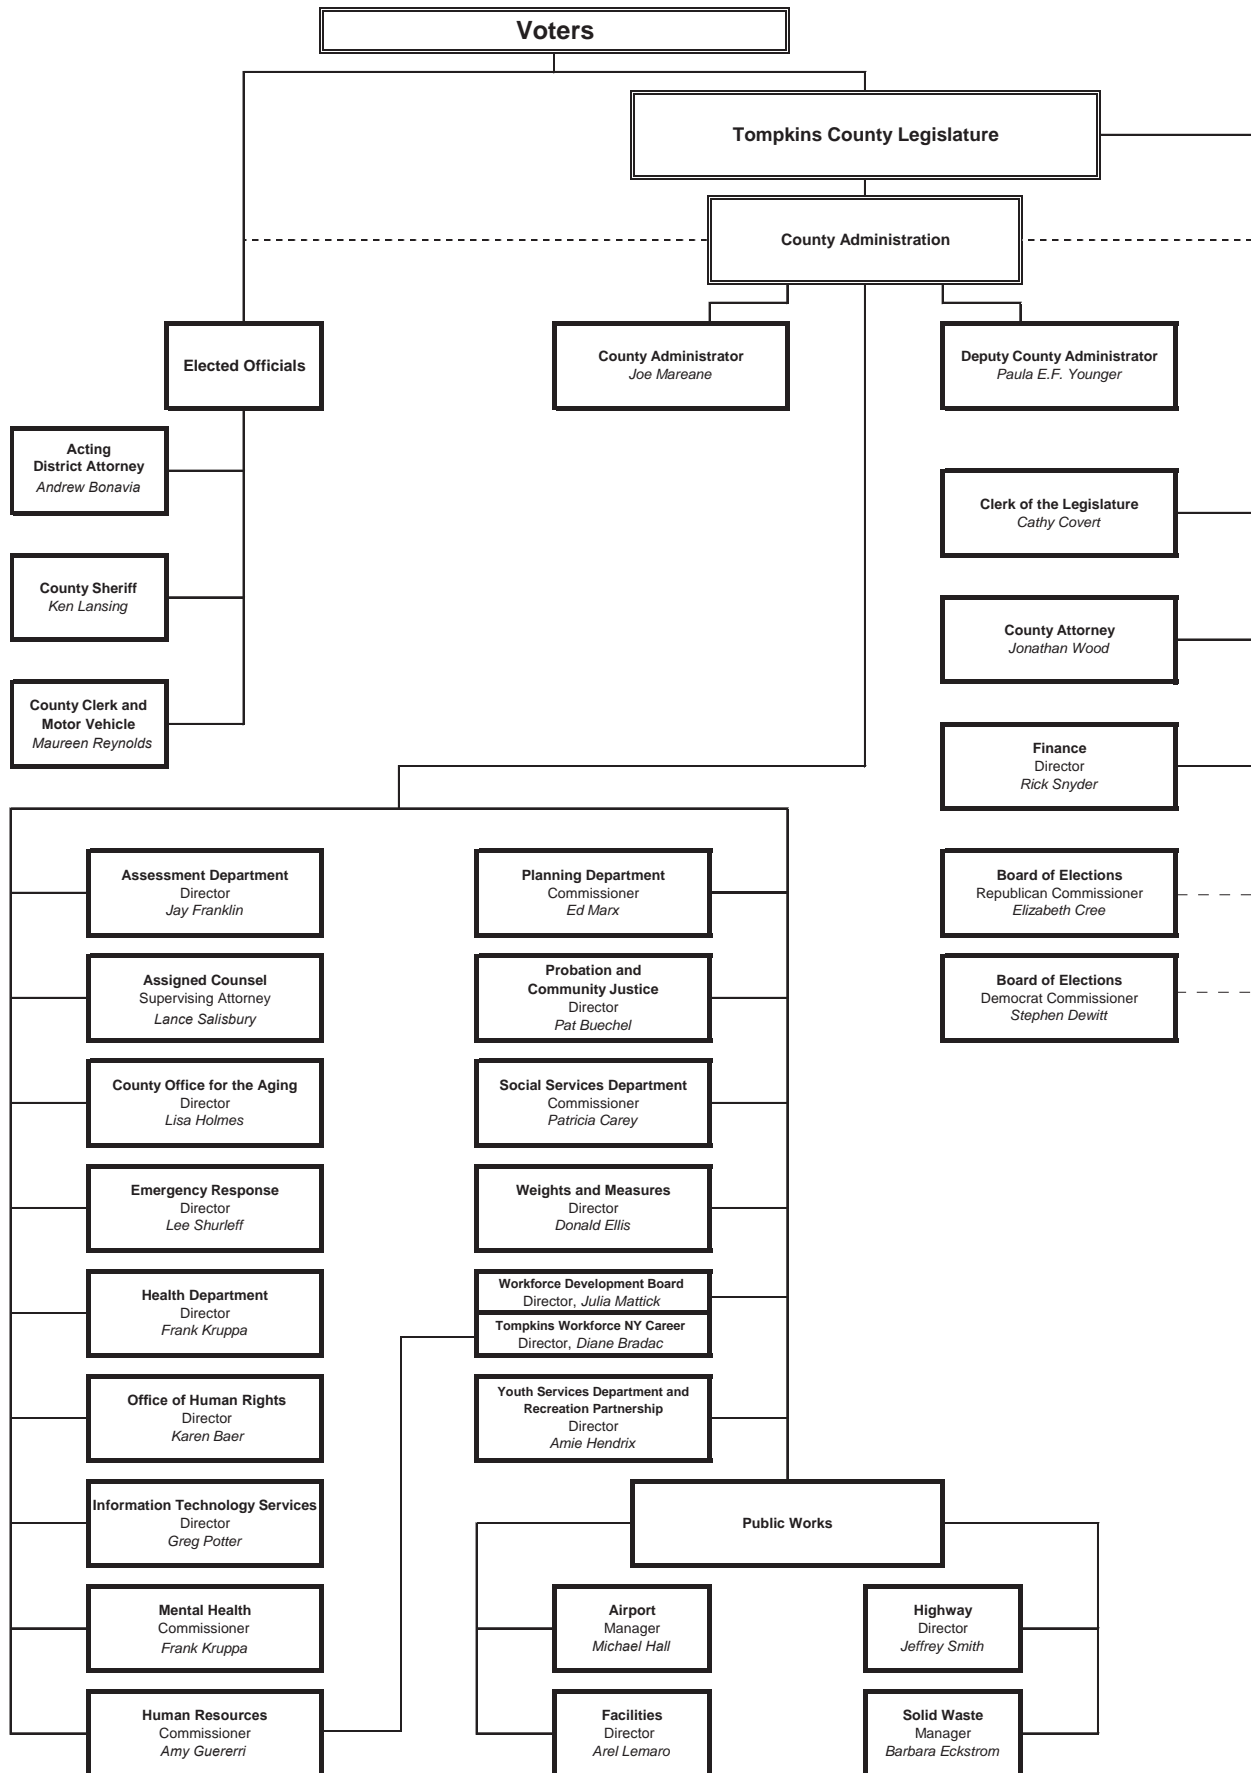 Voters
Tompkins County Legislature
County Administration
Elected Officials
County Administrator
Joe Mareane
Deputy County Administrator
Paula E.F. Younger
Acting
District Attorney
Andrew Bonavia
County Sheriff
Ken Lansing
County Clerk and
Motor Vehicle
Maureen Reynolds
Clerk of the Legislature
Cathy Covert
County Attorney
Jonathan Wood
Finance
Director
Rick Snyder
Board of Elections
Republican Commissioner
Elizabeth Cree
Board of Elections
Democrat Commissioner
Stephen Dewitt
Assessment Department
Director
Jay Franklin
Assigned Counsel
Supervising Attorney
Lance Salisbury
County Office for the Aging
Director
Lisa Holmes
Emergency Response
Director
Lee Shurleff
Health Department
Director
Frank Kruppa
Office of Human Rights
Director
Karen Baer
Information Technology Services
Director
Greg Potter
Mental Health
Commissioner
Frank Kruppa
Human Resources
Commissioner
Amy Guererri
Planning Department
Commissioner
Ed Marx
Probation and
Community Justice
Director
Pat Buechel
Social Services Department
Commissioner
Patricia Carey
Weights and Measures
Director
Donald Ellis
Workforce Development Board
Director, Julia Mattick
Tompkins Workforce NY Career
Director, Diane Bradac
Youth Services Department and
Recreation Partnership
Director
Amie Hendrix
Public Works
Airport
Manager
Michael Hall
Highway
Director
Jeffrey Smith
Facilities
Director
Arel Lemaro
Solid Waste
Manager
Barbara Eckstrom